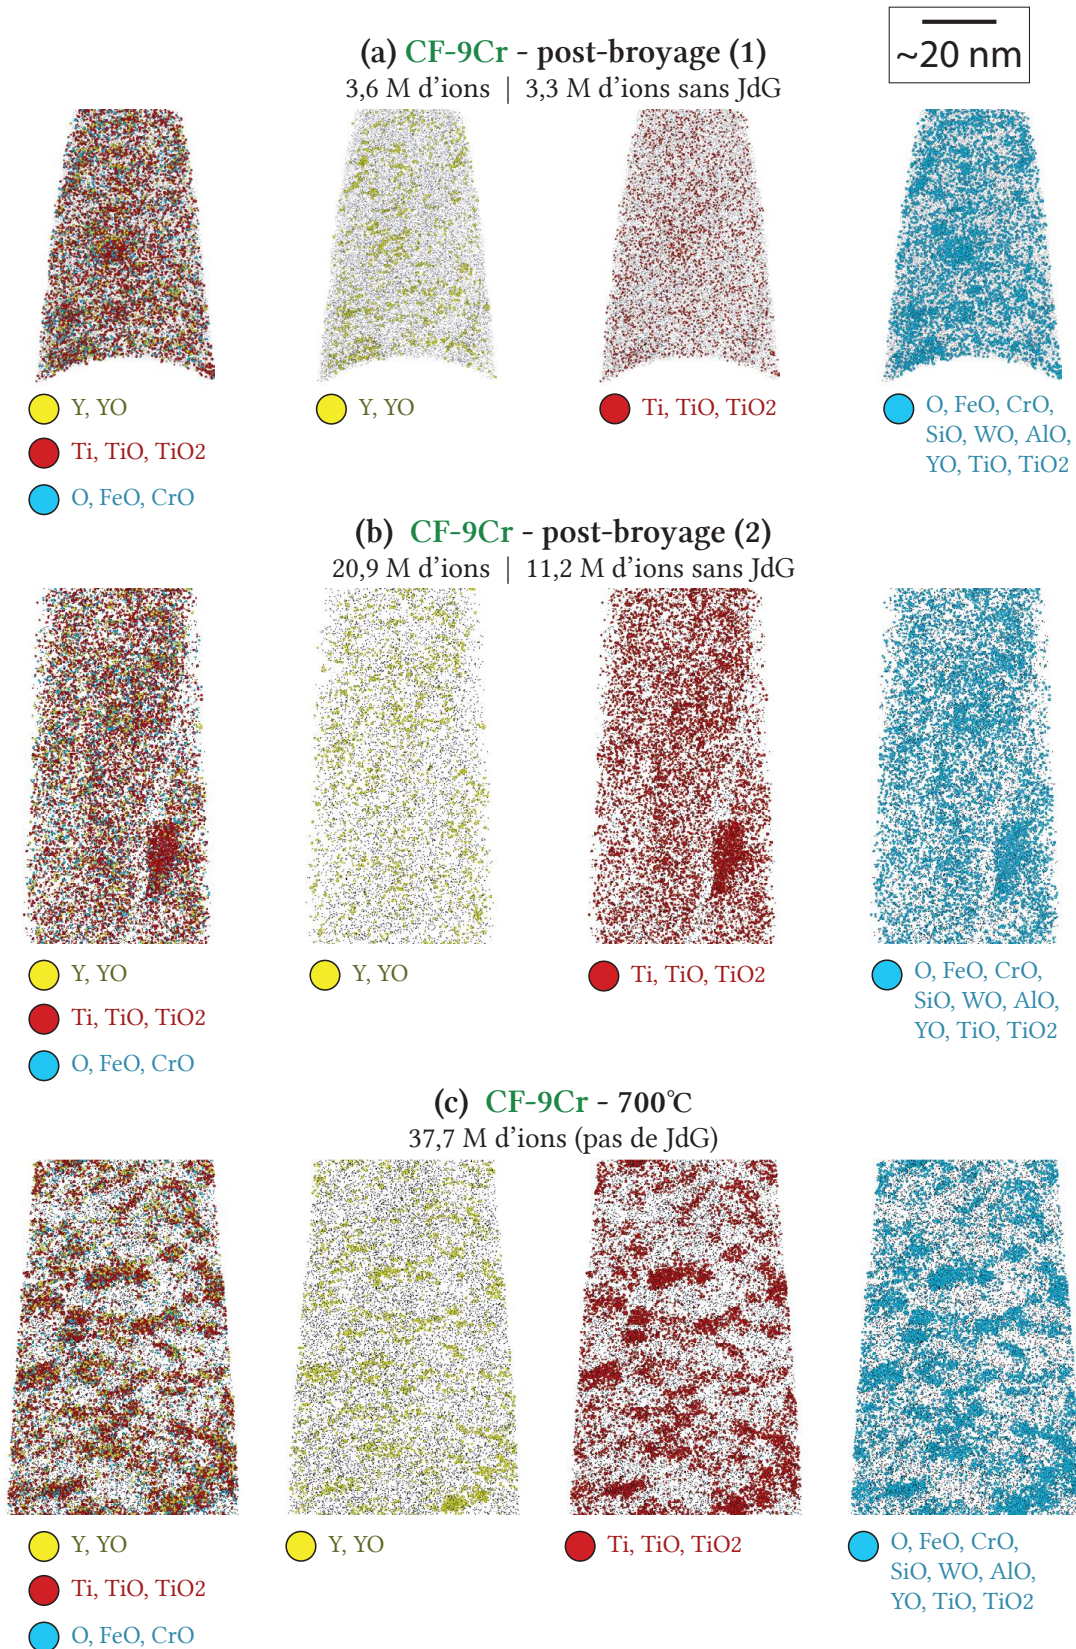 ~20 nm
(a) CF-9Cr - post-broyage (1)
3,6 M d'ions | 3,3 M d'ions sans JdG
Y, YO
Ti, TiO, TiO2
O, FeO, CrO
Y, YO
Ti, TiO, TiO2
O, FeO, CrO,
SiO, WO, AlO,
YO, TiO, TiO2
(b) CF-9Cr - post-broyage (2)
20,9 M d'ions | 11,2 M d'ions sans JdG
Y, YO
Ti, TiO, TiO2
O, FeO, CrO
Y, YO
Ti, TiO, TiO2
O, FeO, CrO,
SiO, WO, AlO,
YO, TiO, TiO2
(c) CF-9Cr - 700℃
37,7 M d'ions (pas de JdG)
Y, YO
Ti, TiO, TiO2
O, FeO, CrO
Y, YO
Ti, TiO, TiO2
O, FeO, CrO,
SiO, WO, AlO,
YO, TiO, TiO2